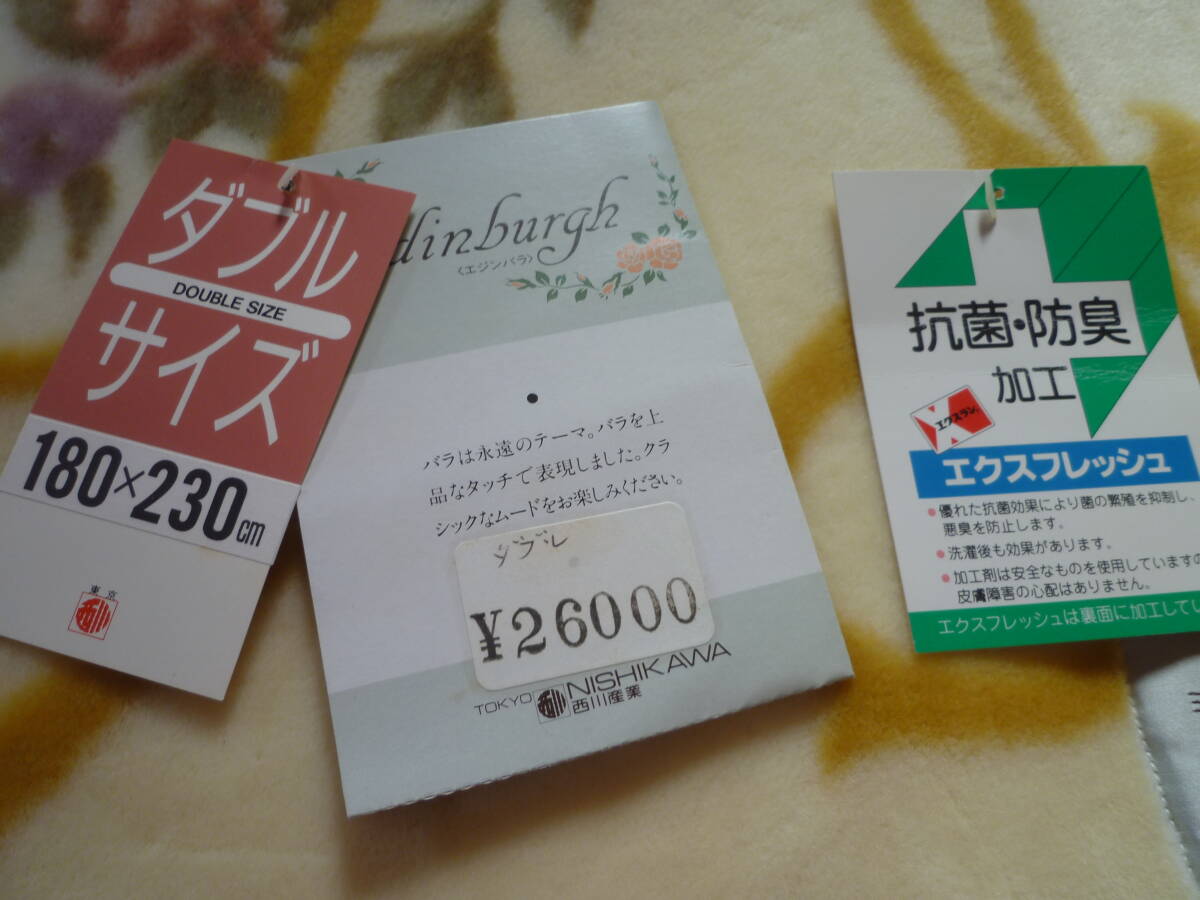 ダブル
DOUBLE SIZE
サイズ
180×230cm
東京
西川
dinburgh
〈エジンバラ〉
バラは永遠のテーマ。バラを上
品なタッチで表現しました。クラ
シックなムードをお楽しみください。
ダブル
¥26000
TOKYO 西川 NISHIKAWA
西川産業
抗菌・防臭
加工
エクスラン
エクスフレッシュ
●優れた抗菌効果により菌の繁殖を抑制し、
悪臭を防止します。
●洗濯後も効果があります。
●加工剤は安全なものを使用していますの
皮膚障害の心配はありません。
エクスフレッシュは裏面に加工してい